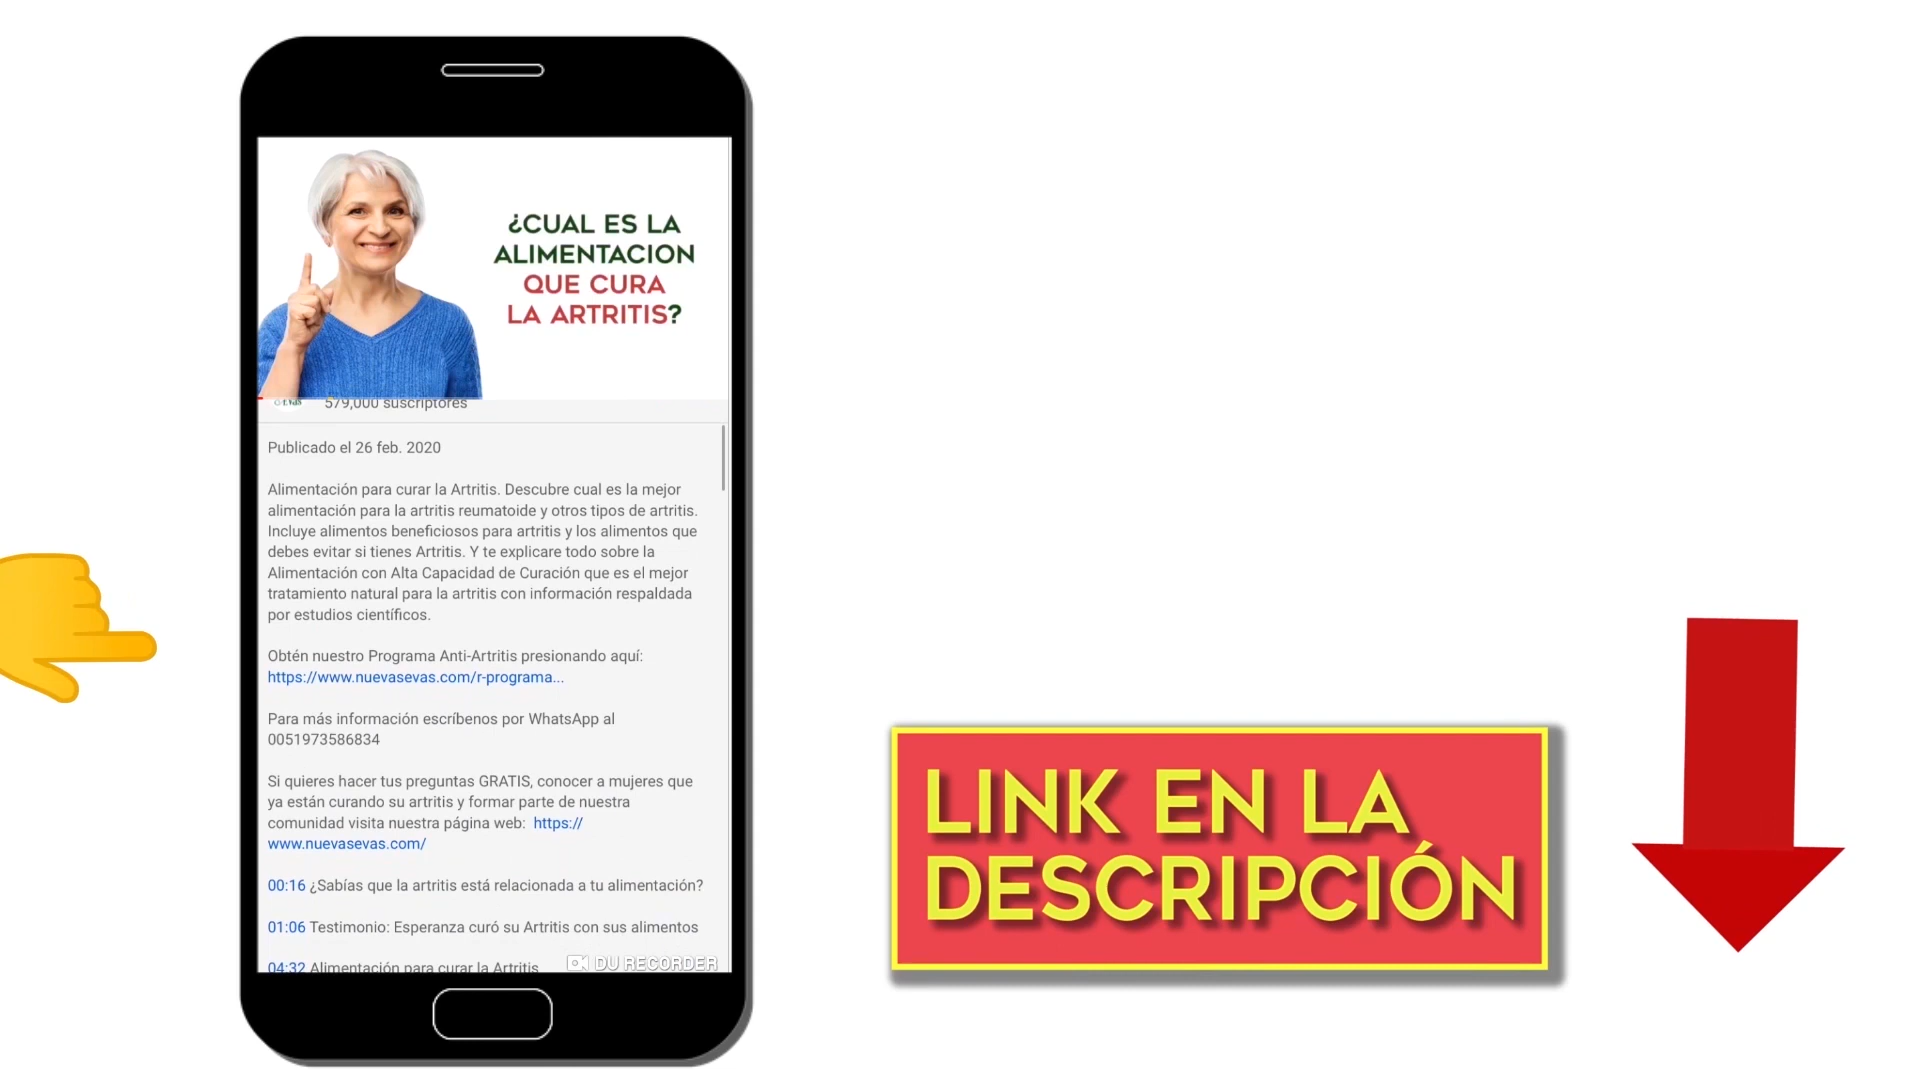 ¿CUAL ES LA
ALIMENTACION
QUE CURA
LA ARTRITIS?
579,000 suscriptores
Publicado el 26 feb. 2020
Alimentación para curar la Artritis. Descubre cual es la mejor
alimentación para la artritis reumatoide y otros tipos de artritis.
Incluye alimentos beneficiosos para artritis y los alimentos que
debes evitar si tienes Artritis. Y te explicare todo sobre la
Alimentación con Alta Capacidad de Curación que es el mejor
tratamiento natural para la artritis con información respaldada
por estudios científicos.
Obtén nuestro Programa Anti-Artritis presionando aquí:
https://www.nuevasevas.com/r-programa...
Para más información escríbenos por WhatsApp al
0051973586834
Si quieres hacer tus preguntas GRATIS, conocer a mujeres que
ya están curando su artritis y formar parte de nuestra
comunidad visita nuestra página web: https://
www.nuevasevas.com/
00:16 ¿Sabías que la artritis está relacionada a tu alimentación?
01:06 Testimonio: Esperanza curó su Artritis con sus alimentos
04:32 Alimentación para curar la Artritis
DU RECORDER
LINK EN LA
DESCRIPCIÓN